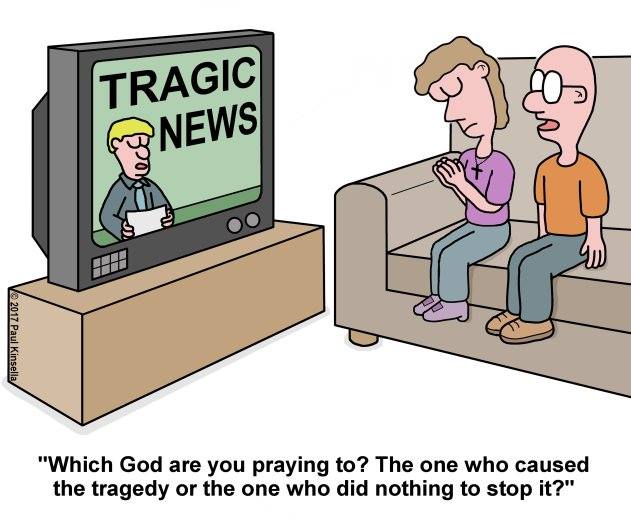 TRAGIC
NEWS
© 2017 Paul Kinsella
"Which God are you praying to? The one who caused
the tragedy or the one who did nothing to stop it?"